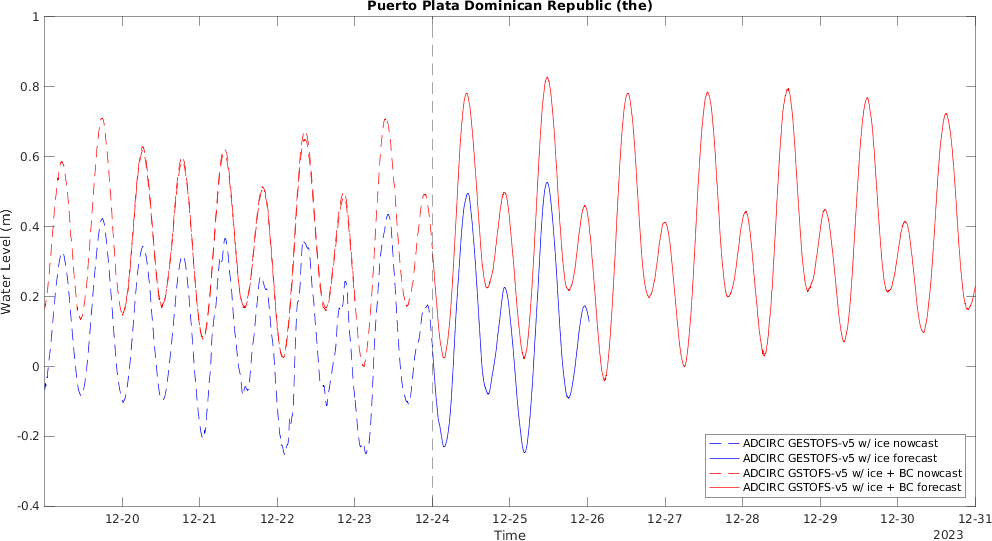 Puerto Plata Dominican Republic (the)
1
0.8
0.6
0.4
0.2
0
-0.2
-0.4
Water Level (m)
12-20 12-21 12-22 12-23 12-24 12-25 12-26 12-27 12-28 12-29 12-30 12-31
Time
2023
ADCIRC GESTOFS-v5 w/ ice nowcast
ADCIRC GESTOFS-v5 w/ ice forecast
ADCIRC GSTOFS-v5 w/ ice + BC nowcast
ADCIRC GSTOFS-v5 w/ ice + BC forecast